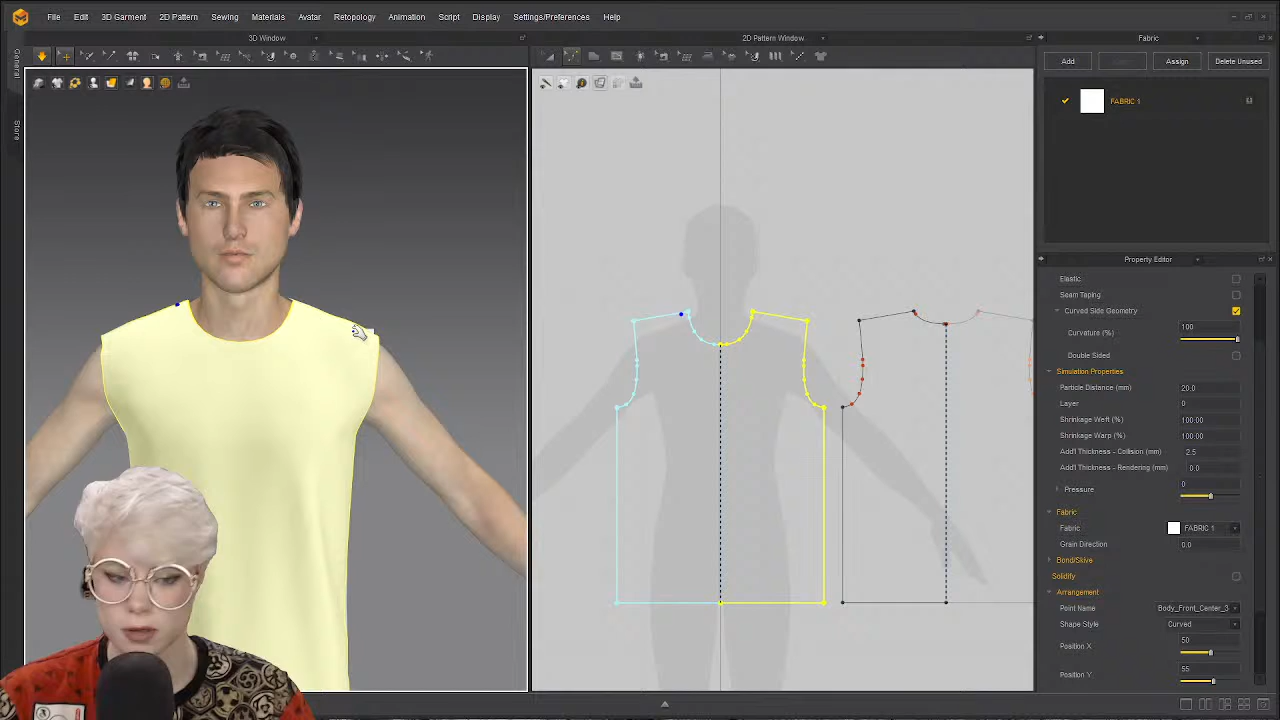 File Edit 3D Garment 2D Pattern Sewing Materials Avatar Retopology Animation Script Display Settings/Preferences Help
3D Window
2D Pattern Window
Fabric
General
Store
Add
Assign
Delete Unused
FABRIC 1
Property Editor
Elastic
Seam Taping
Curved Side Geometry
Curvature (%) 100
Double Sided
Simulation Properties
Particle Distance (mm) 20.0
Layer 0
Shrinkage Weft (%) 100.00
Shrinkage Warp (%) 100.00
Add'l Thickness - Collision (mm) 2.5
Add'l Thickness - Rendering (mm) 0.0
Pressure 0
Fabric
Fabric FABRIC 1
Grain Direction 0.0
Bond/Skive
Solidify
Arrangement
Point Name Body_Front_Center_3
Shape Style Curved
Position X 50
Position Y 55